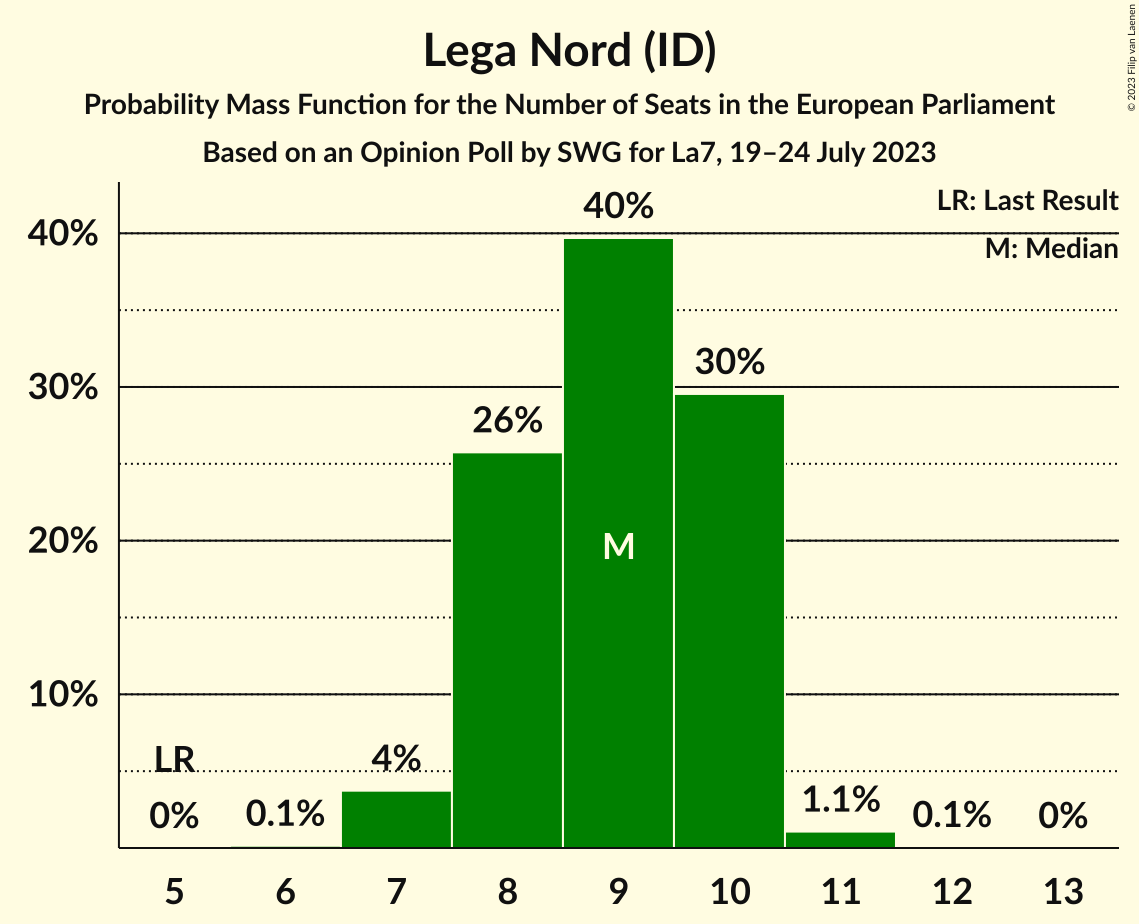 Lega Nord (ID)
Probability Mass Function for the Number of Seats in the European Parliament
Based on an Opinion Poll by SWG for La7, 19–24 July 2023
© 2023 Filip van Laenen
LR: Last Result
M: Median
40%
30%
20%
10%
LR
0%
0.1%
4%
26%
40%
M
30%
1.1%
0.1%
0%
5 6 7 8 9 10 11 12 13